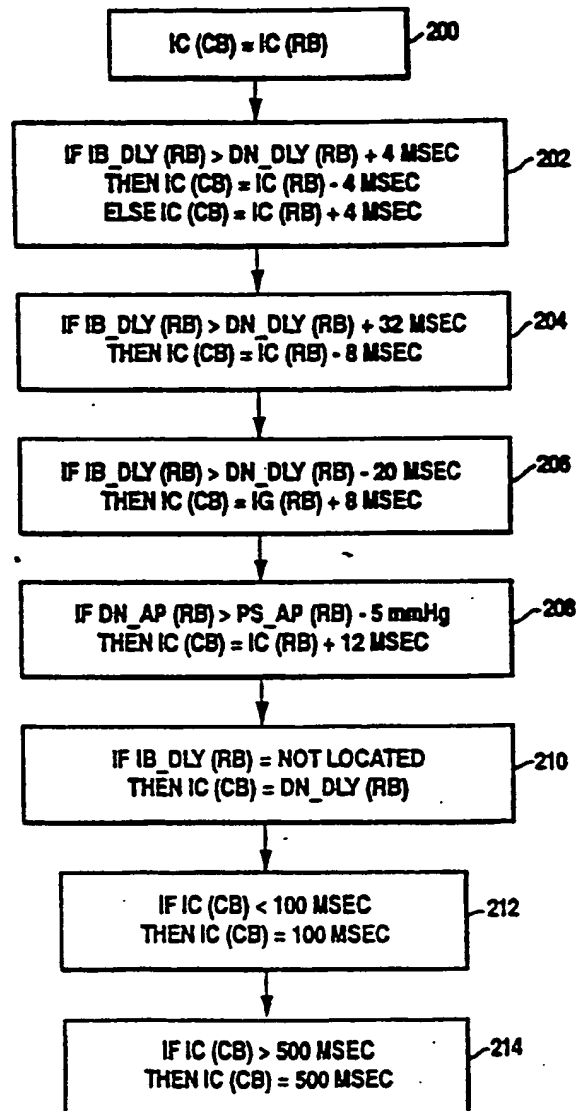 IC (CB) = IC (RB)
200
IF IB_DLY (RB) > DN_DLY (RB) + 4 MSEC
THEN IC (CB) = IC (RB) - 4 MSEC
ELSE IC (CB) = IC (RB) + 4 MSEC
202
IF IB_DLY (RB) > DN_DLY (RB) + 32 MSEC
THEN IC (CB) = IC (RB) - 8 MSEC
204
IF IB_DLY (RB) > DN_DLY (RB) - 20 MSEC
THEN IC (CB) = IG (RB) + 8 MSEC
206
IF DN_AP (RB) > PS_AP (RB) - 5 mmHg
THEN IC (CB) = IC (RB) + 12 MSEC
208
IF IB_DLY (RB) = NOT LOCATED
THEN IC (CB) = DN_DLY (RB)
210
IF IC (CB) < 100 MSEC
THEN IC (CB) = 100 MSEC
212
IF IC (CB) > 500 MSEC
THEN IC (CB) = 500 MSEC
214